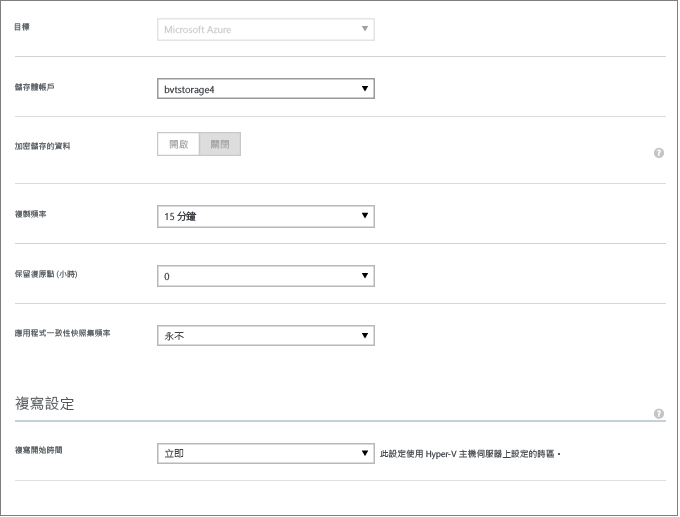 目標
Microsoft Azure
儲存體帳戶
bvtstorage4
加密儲存的資料
開啟 關閉
?
複製頻率
15 分鐘
保留復原點 (小時)
0
應用程式一致性快照集頻率
永不
複寫設定
?
複寫開始時間
立即
此設定使用 Hyper-V 主機伺服器上設定的時區。